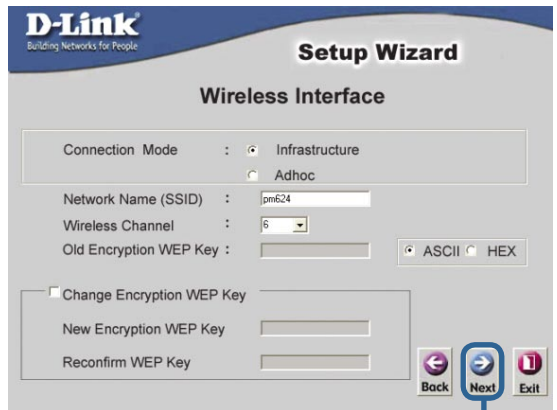 D-Link
Building Networks for People
Setup Wizard
Wireless Interface
Connection Mode : Infrastructure
Adhoc
Network Name (SSID) : pm624
Wireless Channel : 6
Old Encryption WEP Key : ASCII HEX
Change Encryption WEP Key
New Encryption WEP Key
Reconfirm WEP Key
Back Next Exit